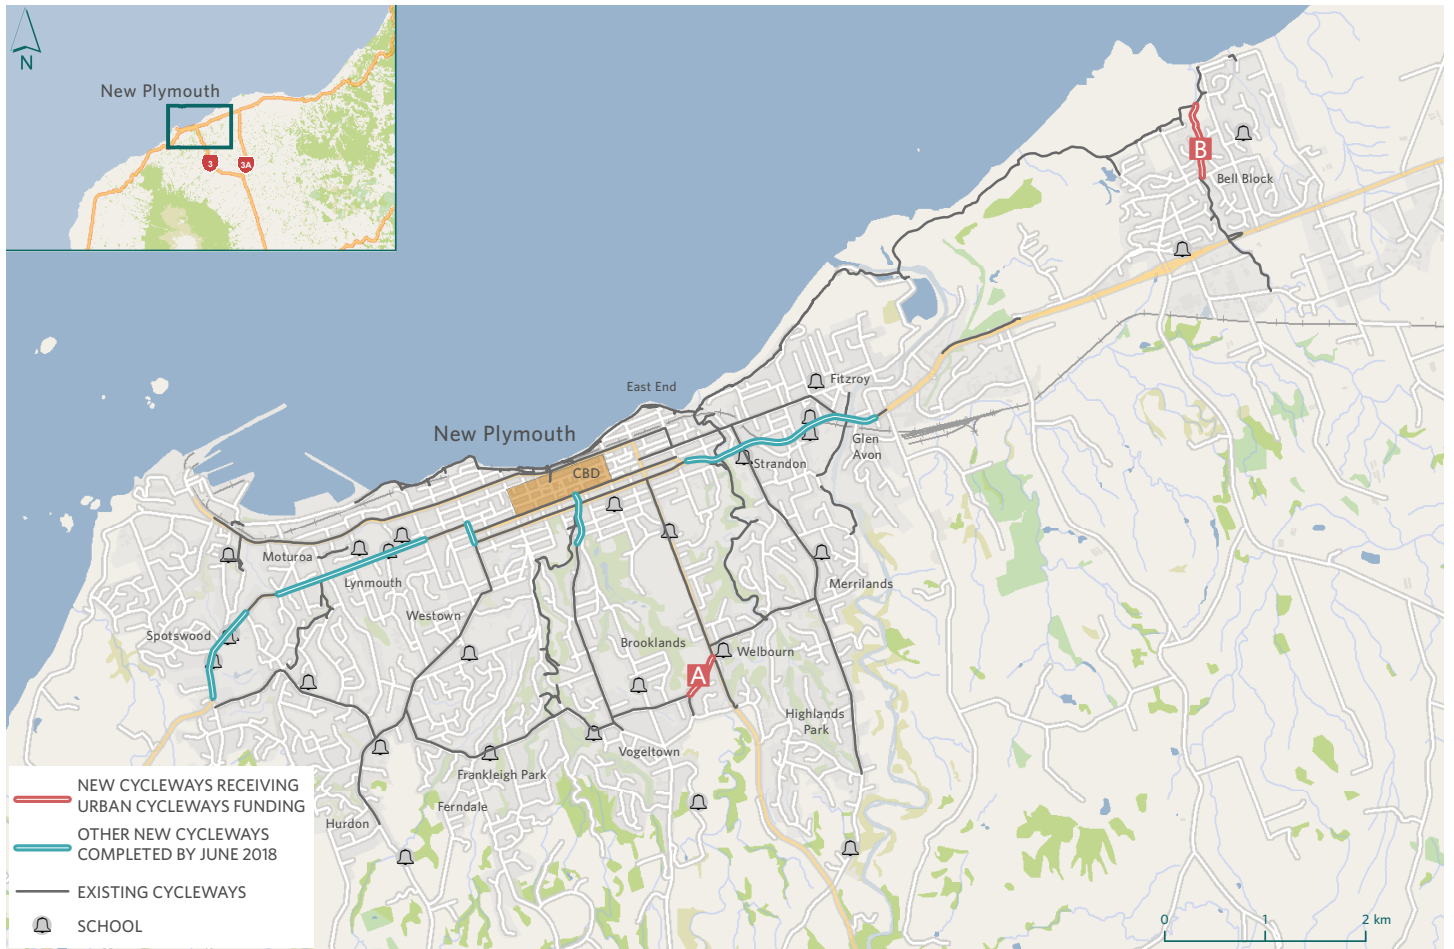 N
New Plymouth
3
3A
B
Bell Block
East End
Fitzroy
New Plymouth
Glen
Avon
CBD
Strandon
Moturoa
Lynmouth
Merrilands
Westown
Spotswood
Brooklands
Welbourn
A
Highlands
Park
Vogeltown
Frankleigh Park
Ferndale
Hurdon
NEW CYCLEWAYS RECEIVING
URBAN CYCLEWAYS FUNDING
OTHER NEW CYCLEWAYS
COMPLETED BY JUNE 2018
EXISTING CYCLEWAYS
SCHOOL
0 1 2 km